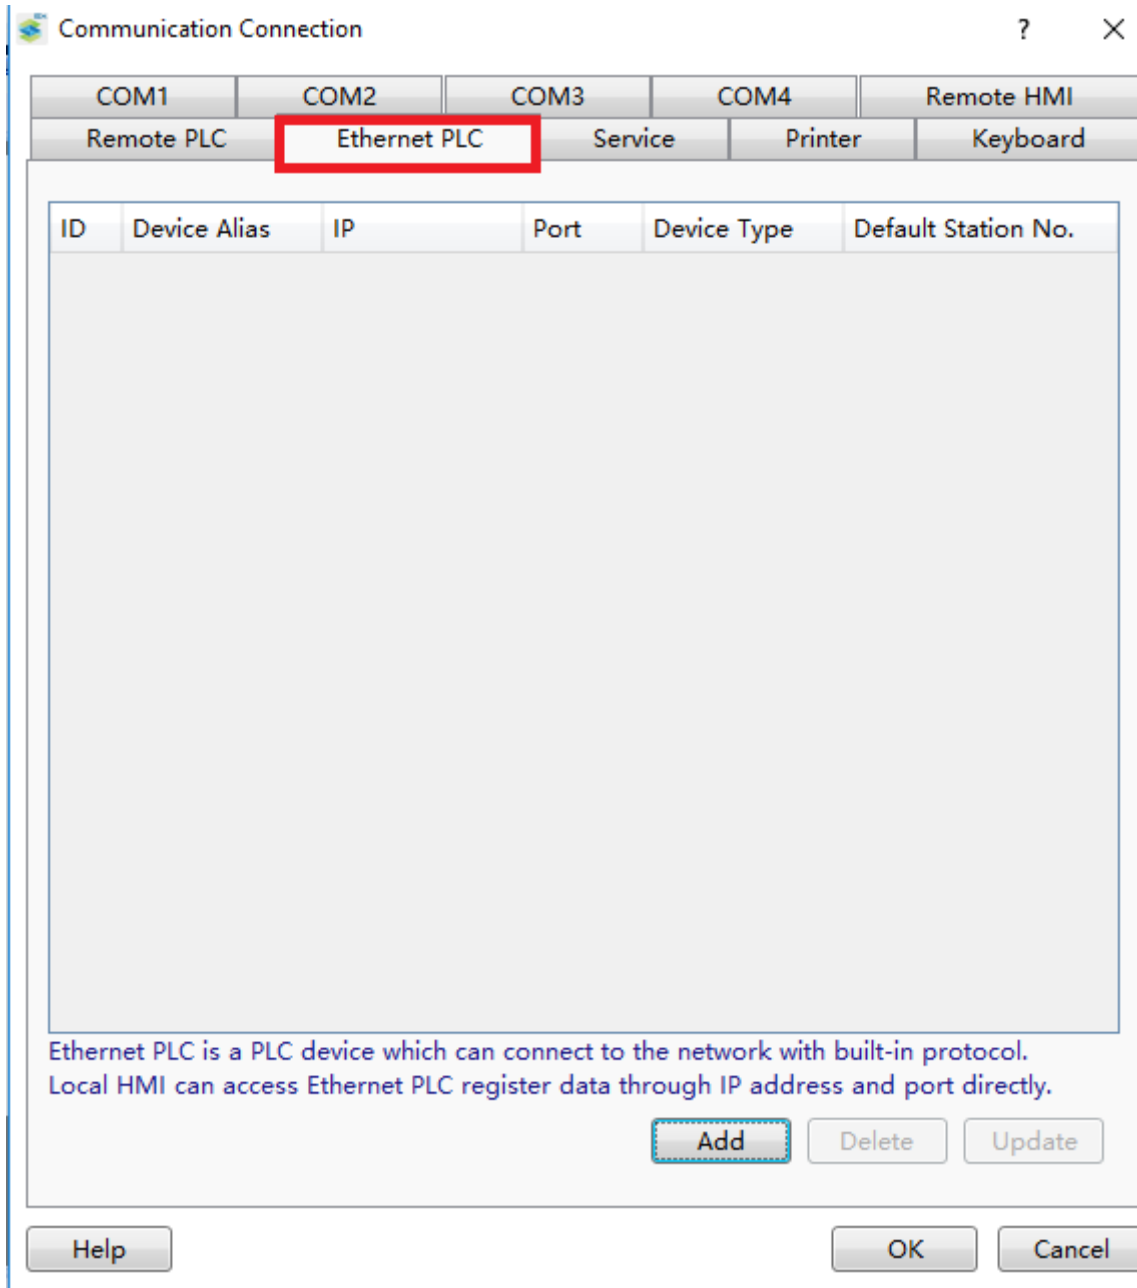 Communication Connection ?
COM1 COM2 COM3 COM4 Remote HMI
Remote PLC Ethernet PLC Service Printer Keyboard
ID Device Alias IP Port Device Type Default Station No.
Ethernet PLC is a PLC device which can connect to the network with built-in protocol.
Local HMI can access Ethernet PLC register data through IP address and port directly.
Add Delete Update
Help OK Cancel